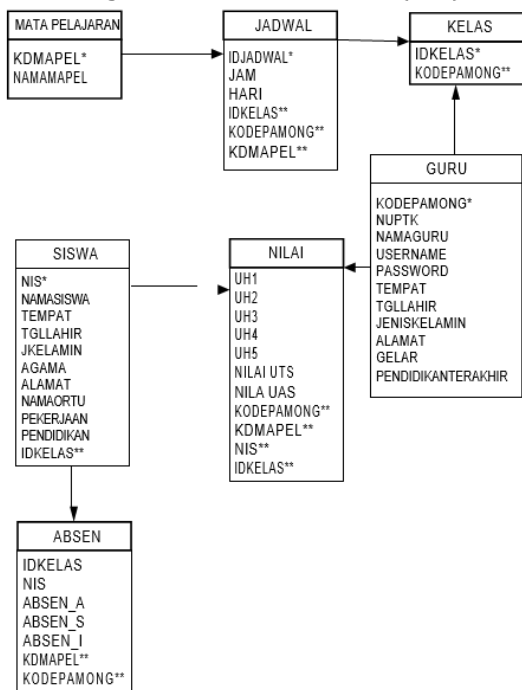 MATA PELAJARAN
KDMAPEL*
NAMAMAPEL
JADWAL
IDJADWAL*
JAM
HARI
IDKELAS**
KODEPAMONG**
KDMAPEL**
KELAS
IDKELAS*
KODEPAMONG**
GURU
KODEPAMONG*
NUPTK
NAMAGURU
USERNAME
PASSWORD
TEMPAT
TGLLAHIR
JENISKELAMIN
ALAMAT
GELAR
PENDIDIKANTERAKHIR
SISWA
NIS*
NAMASISWA
TEMPAT
TGLLAHIR
JKELAMIN
AGAMA
ALAMAT
NAMAORTU
PEKERJAAN
PENDIDIKAN
IDKELAS**
NILAI
UH1
UH2
UH3
UH4
UH5
NILAI UTS
NILA UAS
KODEPAMONG**
KDMAPEL**
NIS**
IDKELAS**
ABSEN
IDKELAS
NIS
ABSEN_A
ABSEN_S
ABSEN_I
KDMAPEL**
KODEPAMONG**